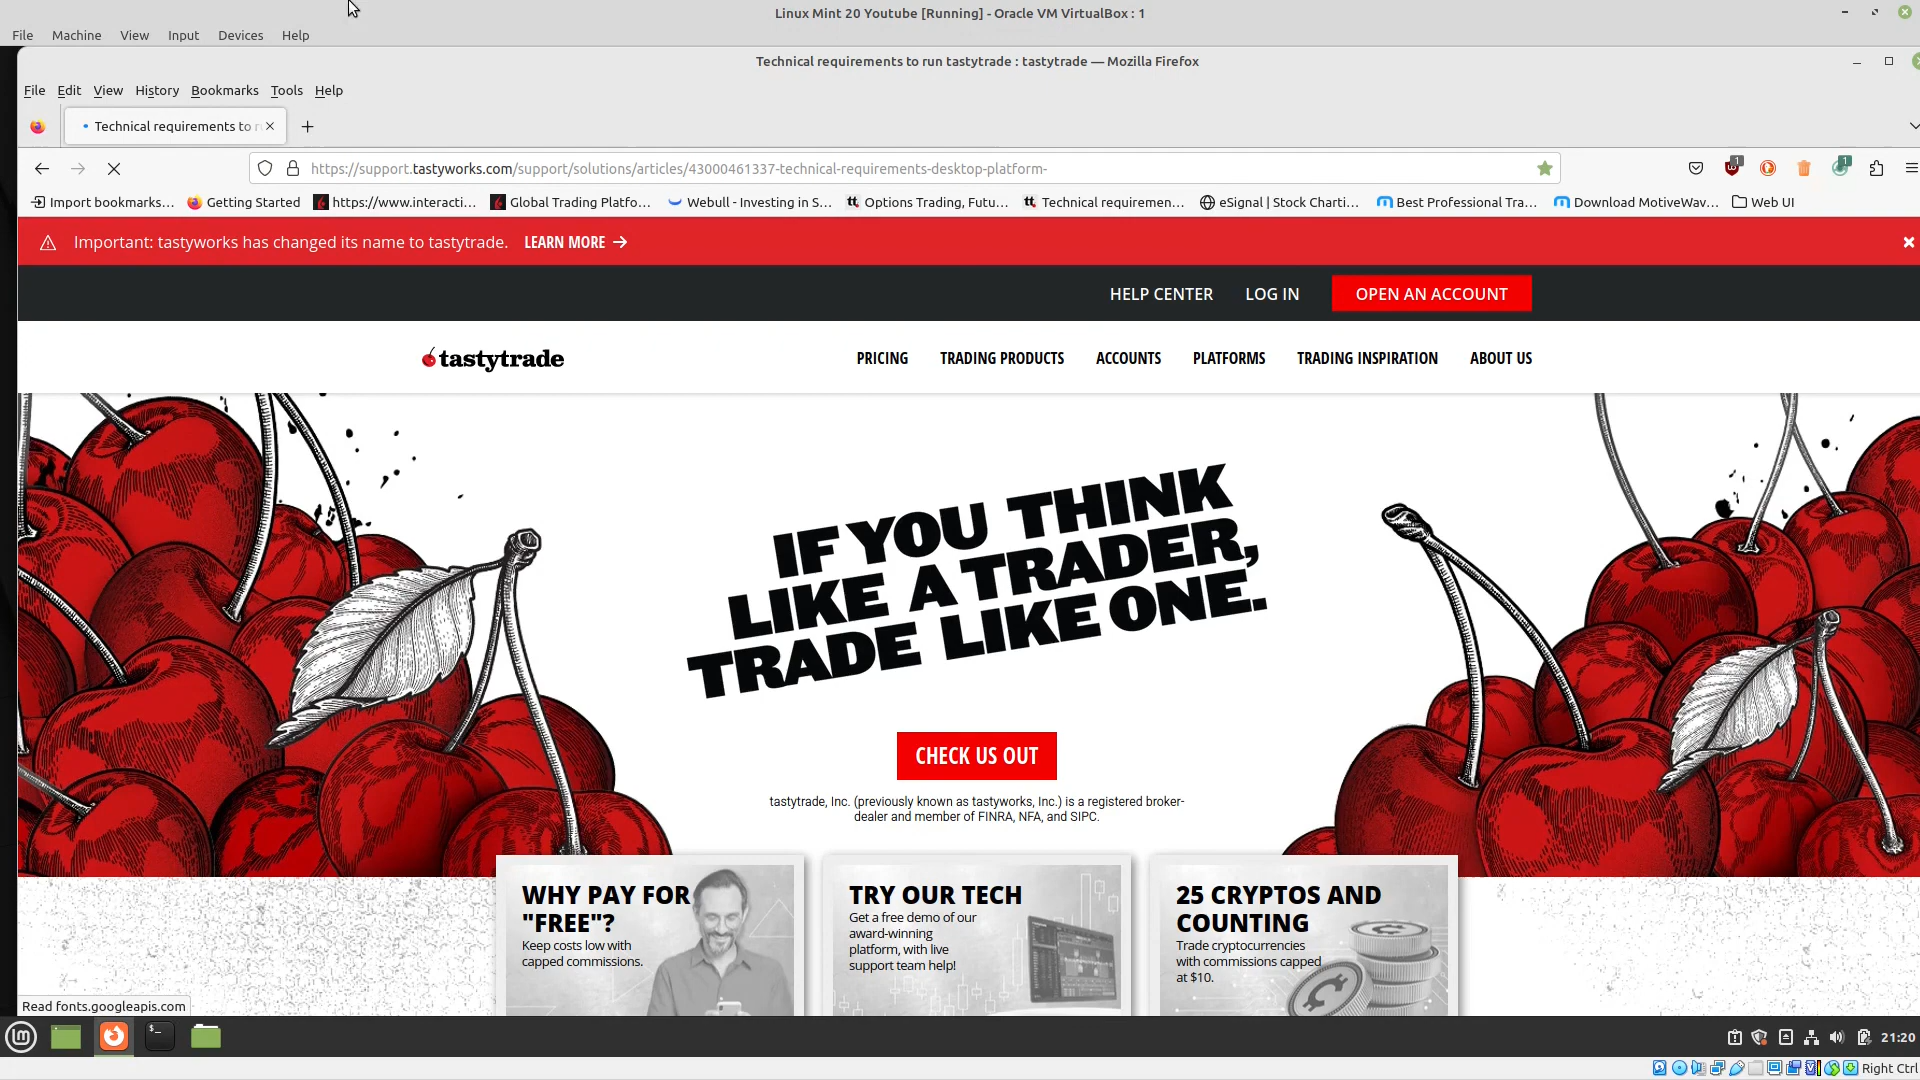 Linux Mint 20 Youtube [Running] - Oracle VM VirtualBox : 1
File Machine View Input Devices Help
Technical requirements to run tastytrade : tastytrade — Mozilla Firefox
File Edit View History Bookmarks Tools Help
Technical requirements to r
https://support.tastyworks.com/support/solutions/articles/43000461337-technical-requirements-desktop-platform-
1
1
Import bookmarks... Getting Started https://www.interacti... Global Trading Platfo... Webull - Investing in S... tt. Options Trading, Futu... tt. Technical requiremen... eSignal | Stock Charti... Best Professional Tra... Download MotiveWav... Web UI
Important: tastyworks has changed its name to tastytrade. LEARN MORE →
HELP CENTER LOG IN OPEN AN ACCOUNT
tastytrade PRICING TRADING PRODUCTS ACCOUNTS PLATFORMS TRADING INSPIRATION ABOUT US
IF YOU THINK
LIKE A TRADER,
TRADE LIKE ONE.
CHECK US OUT
tastytrade, Inc. (previously known as tastyworks, Inc.) is a registered broker-
dealer and member of FINRA, NFA, and SIPC.
WHY PAY FOR
"FREE"?
Keep costs low with
capped commissions.
TRY OUR TECH
Get a free demo of our
award-winning
platform, with live
support team help!
25 CRYPTOS AND
COUNTING
Trade cryptocurrencies
with commissions capped
at $10.
Read fonts.googleapis.com
21:20
Right Ctrl